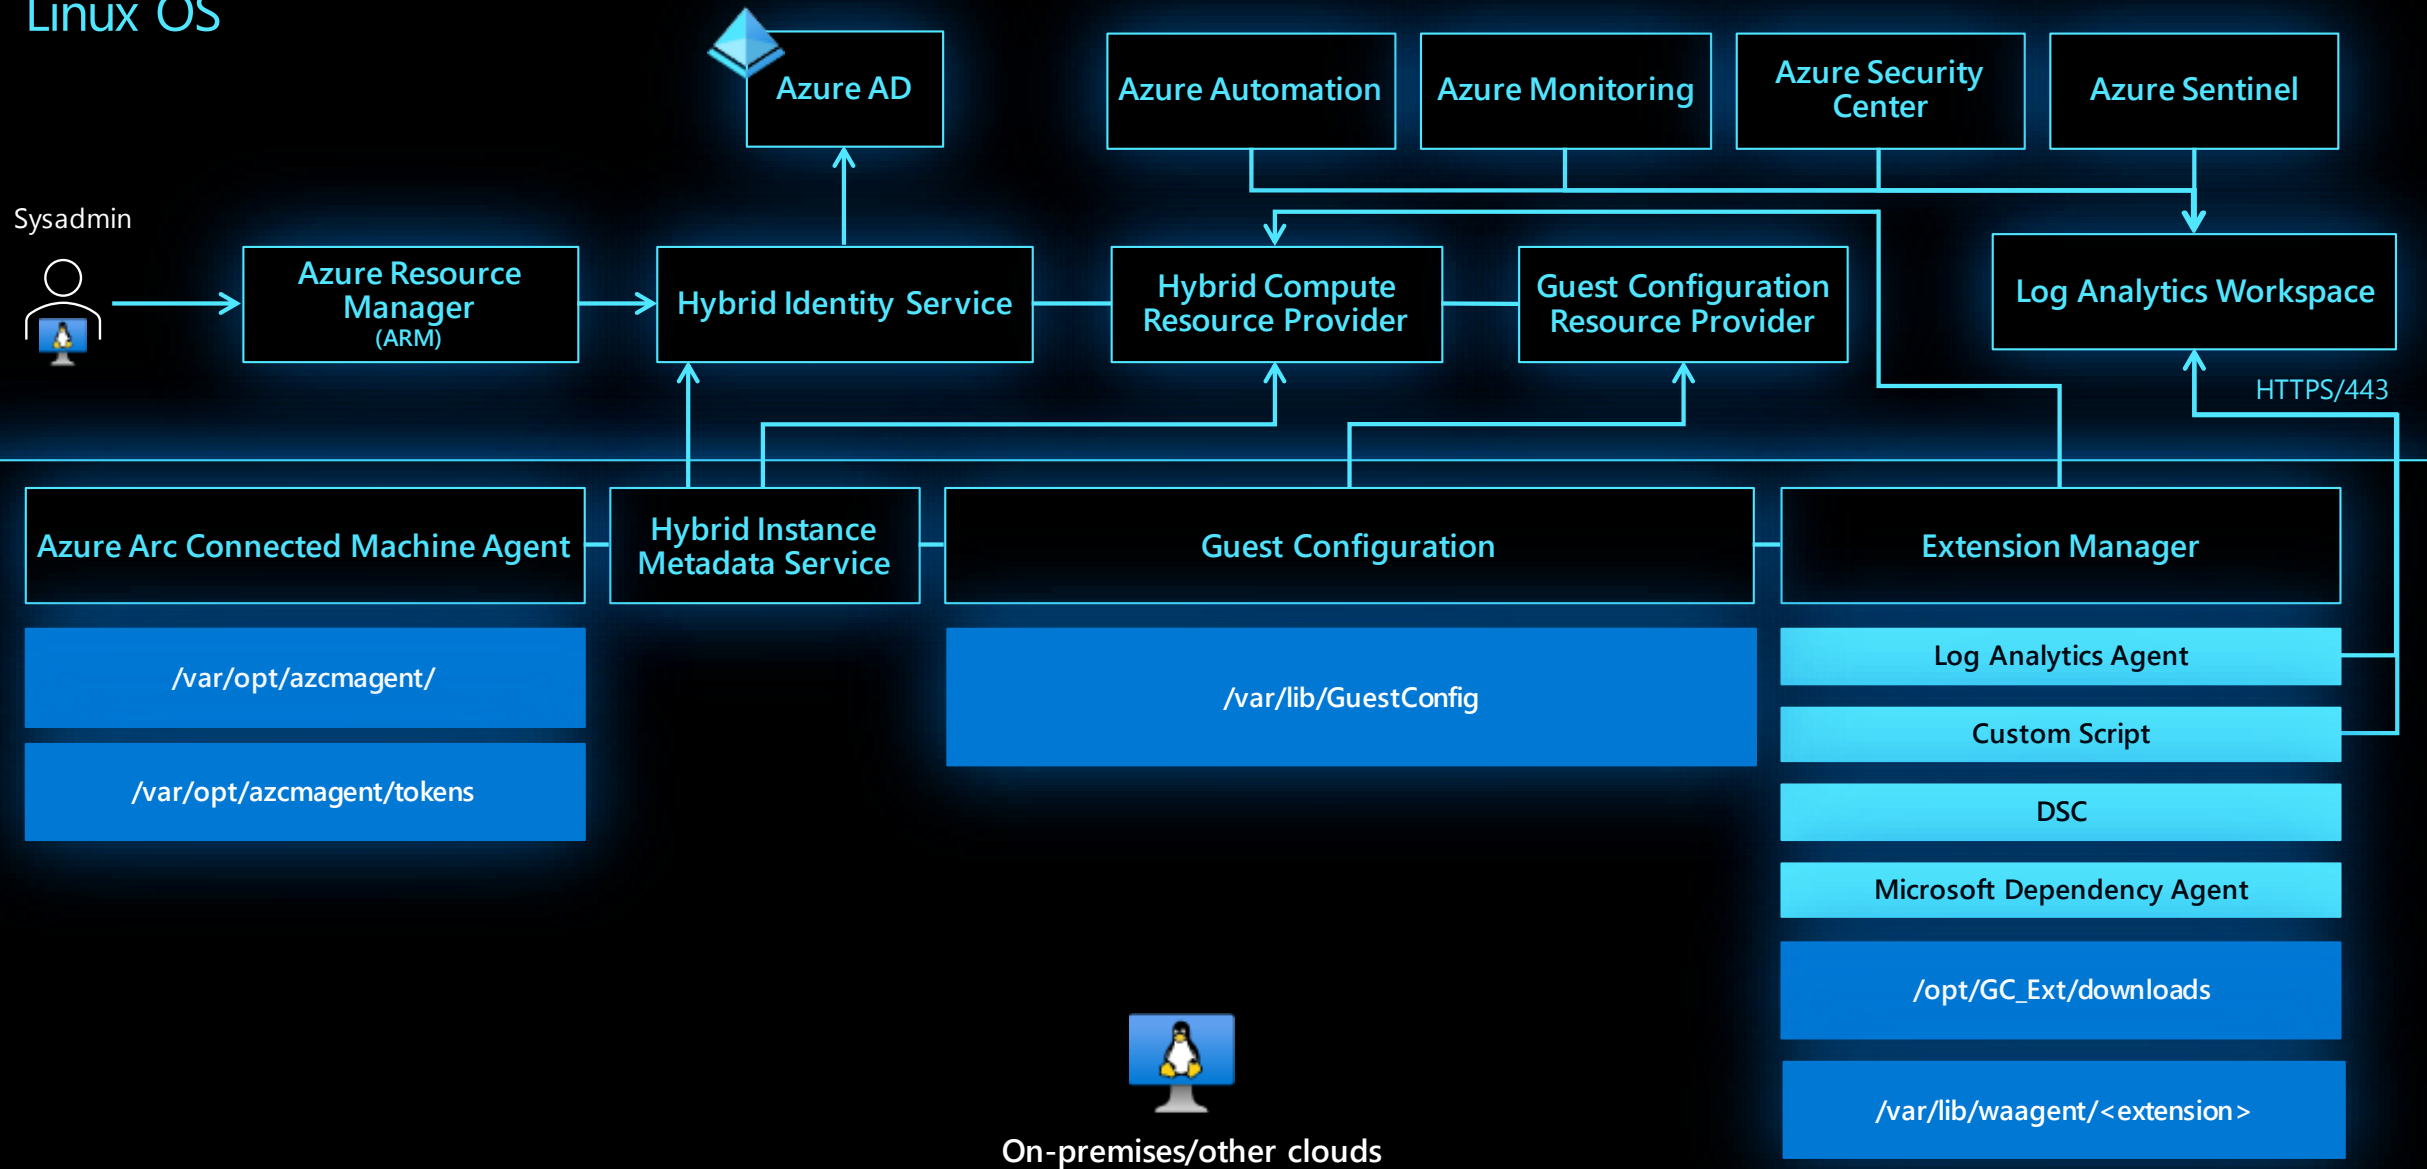 Linux OS
Azure AD
Azure Automation
Azure Monitoring
Azure Security
Center
Azure Sentinel
Sysadmin
Azure Resource
Manager
(ARM)
Hybrid Identity Service
Hybrid Compute
Resource Provider
Guest Configuration
Resource Provider
Log Analytics Workspace
HTTPS/443
Azure Arc Connected Machine Agent
Hybrid Instance
Metadata Service
Guest Configuration
Extension Manager
/var/opt/azcmagent/
/var/opt/azcmagent/tokens
/var/lib/GuestConfig
Log Analytics Agent
Custom Script
DSC
Microsoft Dependency Agent
/opt/GC_Ext/downloads
/var/lib/waagent/<extension>
On-premises/other clouds